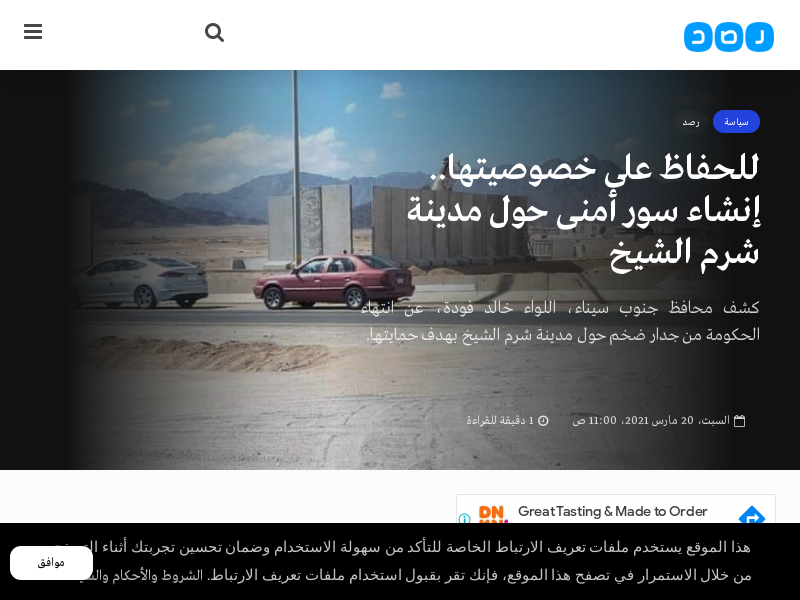 رصد
سياسة
رصد
للحفاظ على خصوصيتها..
إنشاء سور أمنى حول مدينة
شرم الشيخ
كشف محافظ جنوب سيناء، اللواء خالد فودة، عن انتهاء
الحكومة من جدار ضخم حول مدينة شرم الشيخ بهدف حمايتها.
السبت، 20 مارس 2021، 11:00 ص
1 دقيقة للقراءة
Great Tasting & Made to Order
DN
هذا الموقع يستخدم ملفات تعريف الارتباط الخاصة للتأكد من سهولة الاستخدام وضمان تحسين تجربتك أثناء
من خلال الاستمرار في تصفح هذا الموقع، فإنك تقر بقبول استخدام ملفات تعريف الارتباط. الشروط والأحكام
موافق